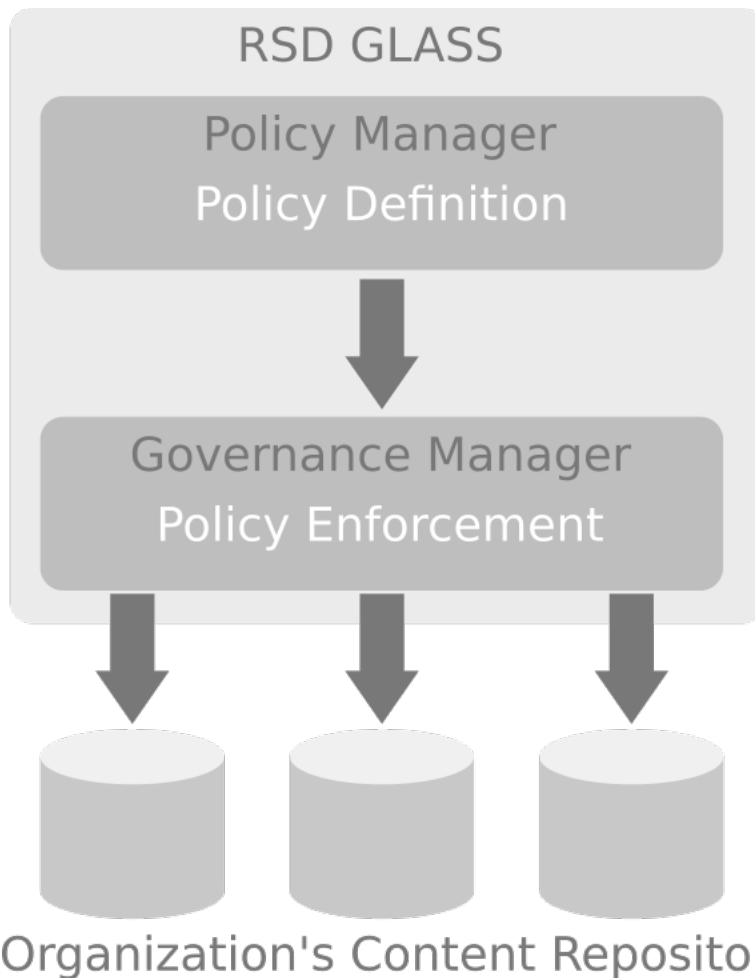 RSD GLASS
Policy Manager
Policy Definition
Governance Manager
Policy Enforcement
Organization's Content Reposito